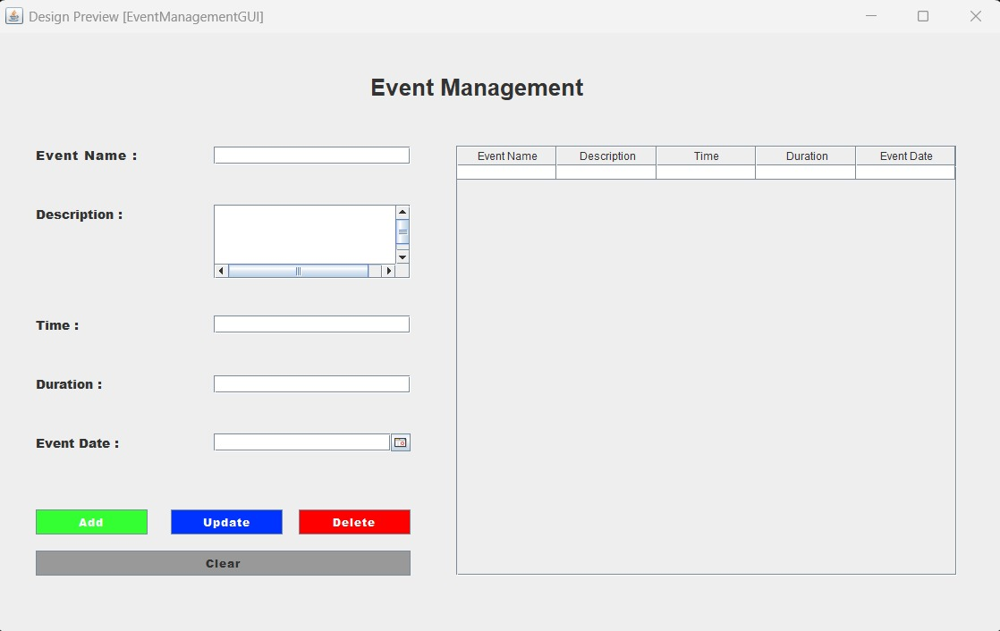 Design Preview [EventManagementGUI]
Event Management
Event Name :
Description :
Time :
Duration :
Event Date :
Add Update Delete
Clear
Event Name Description Time Duration Event Date